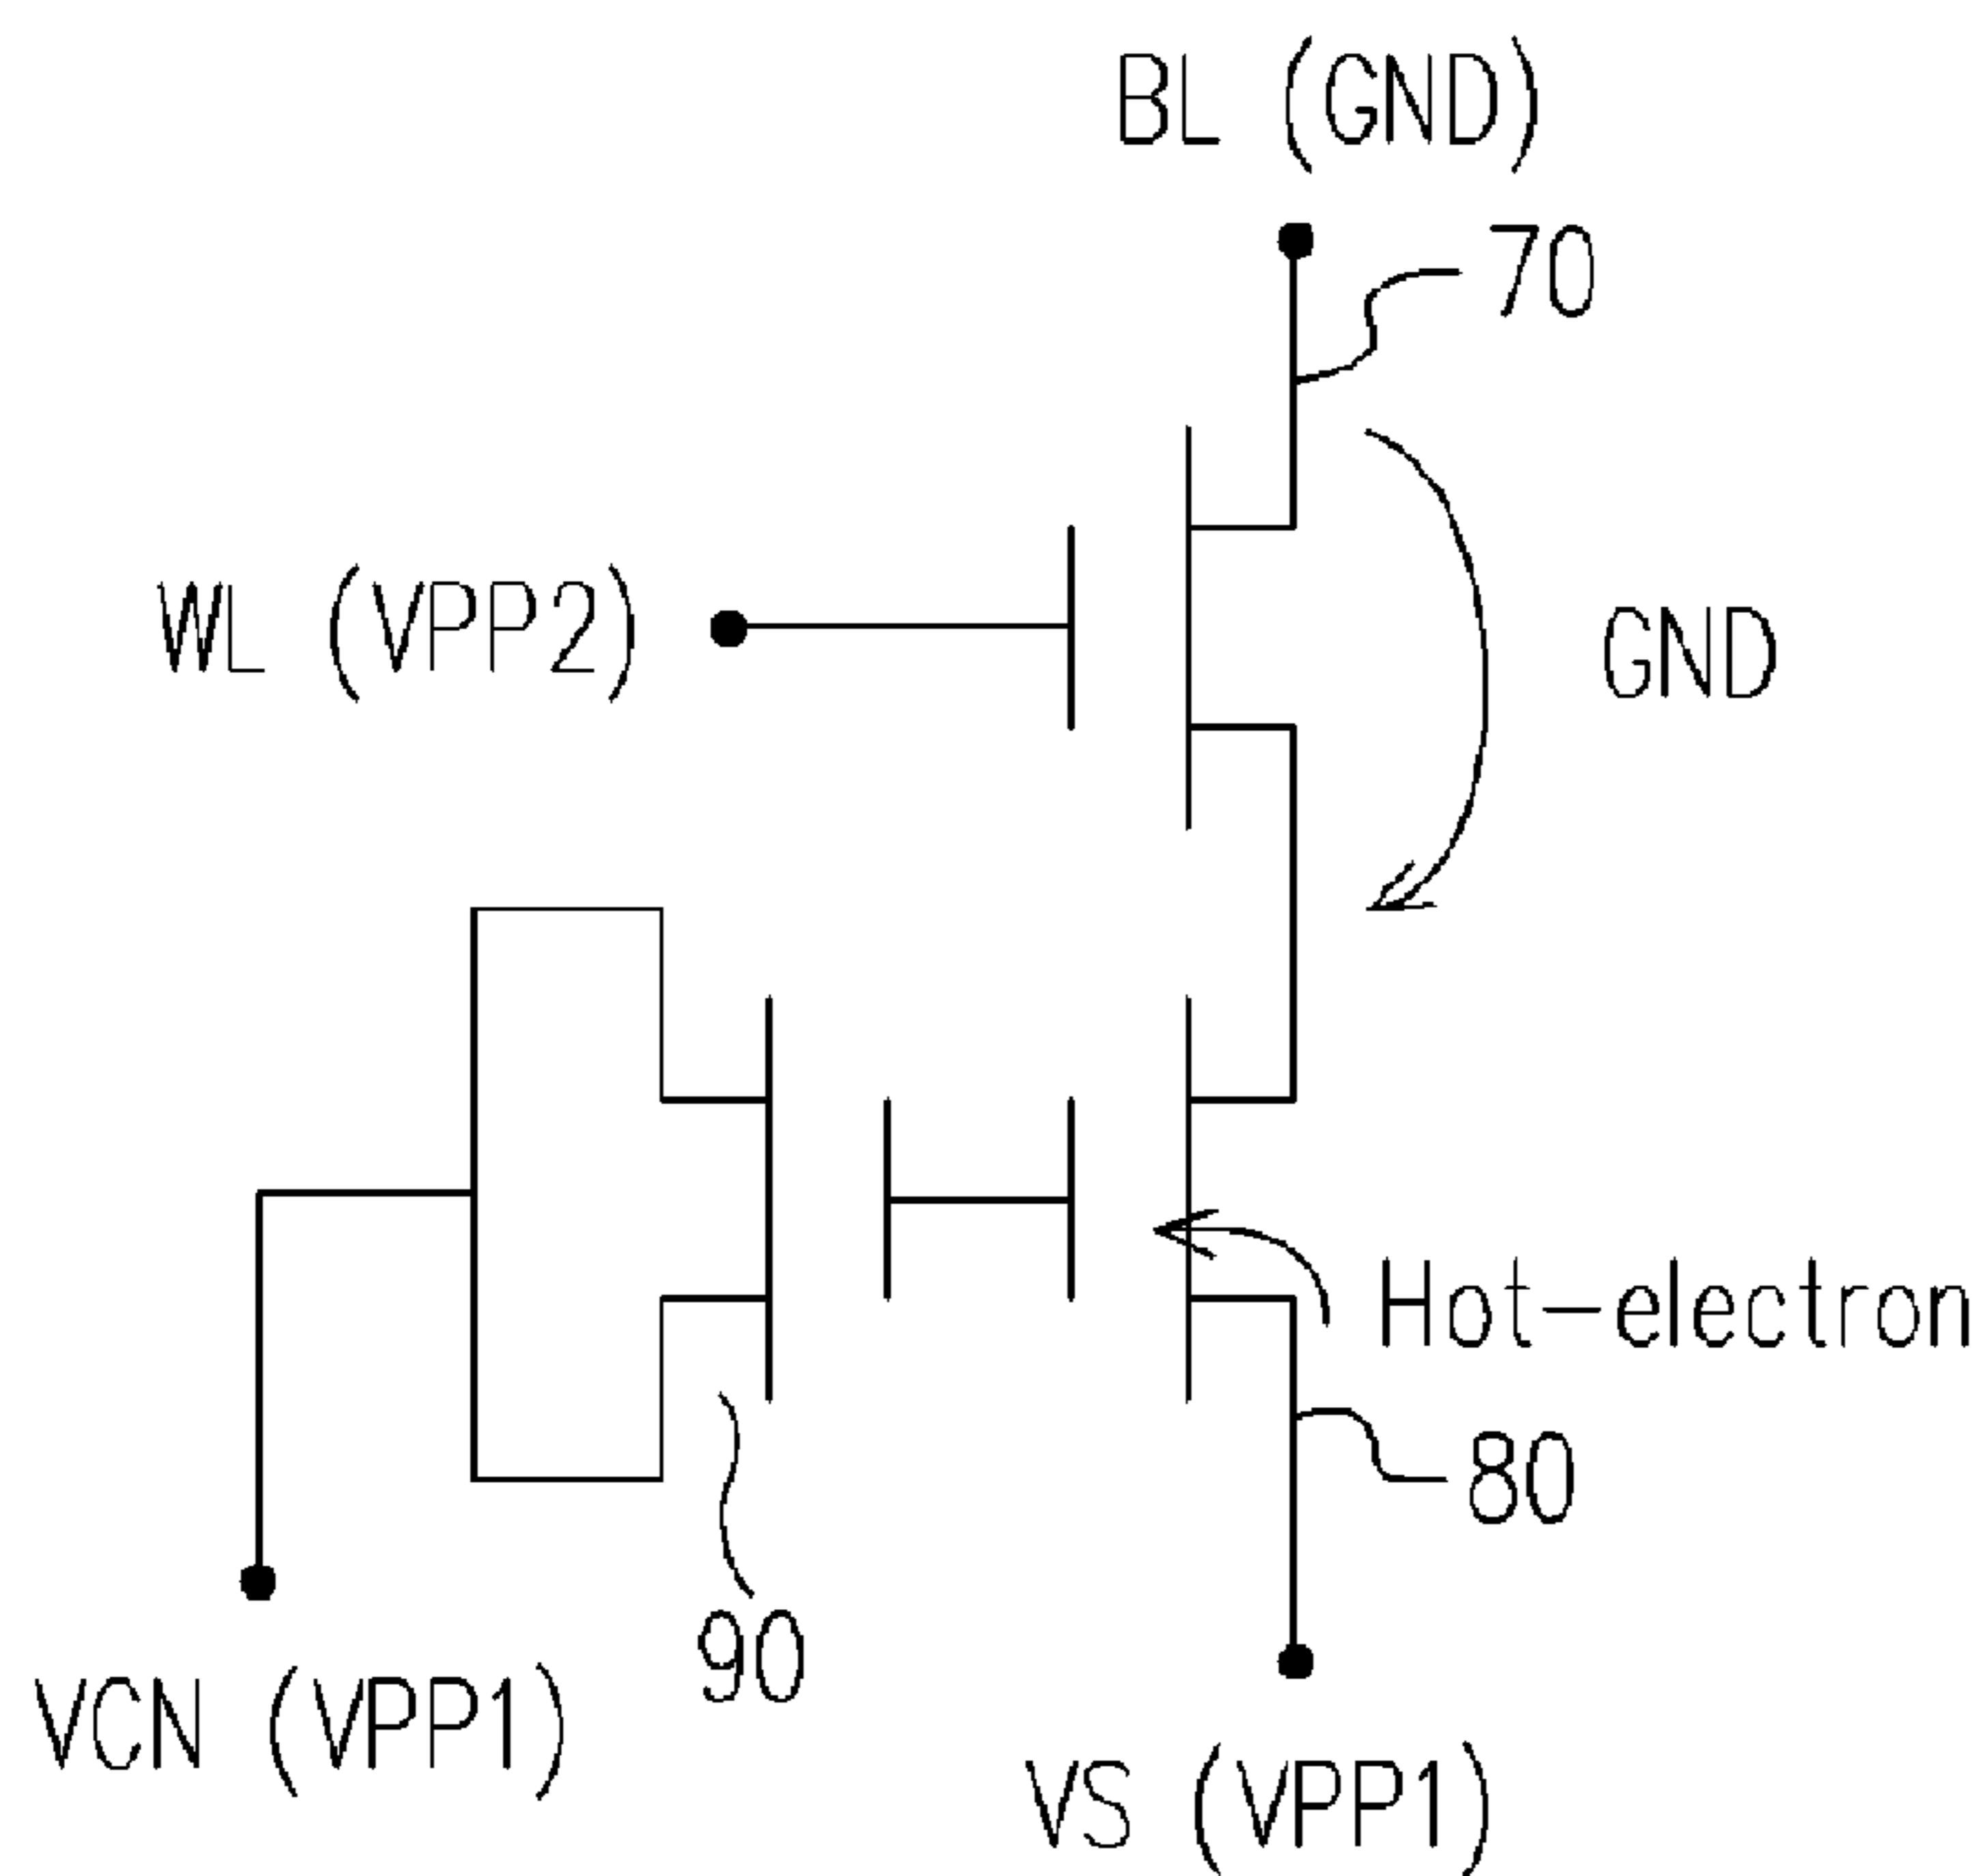 BL (GND)
70
WL (VPP2)
GND
Hot-electron
80
90
VCN (VPP1)
VS (VPP1)